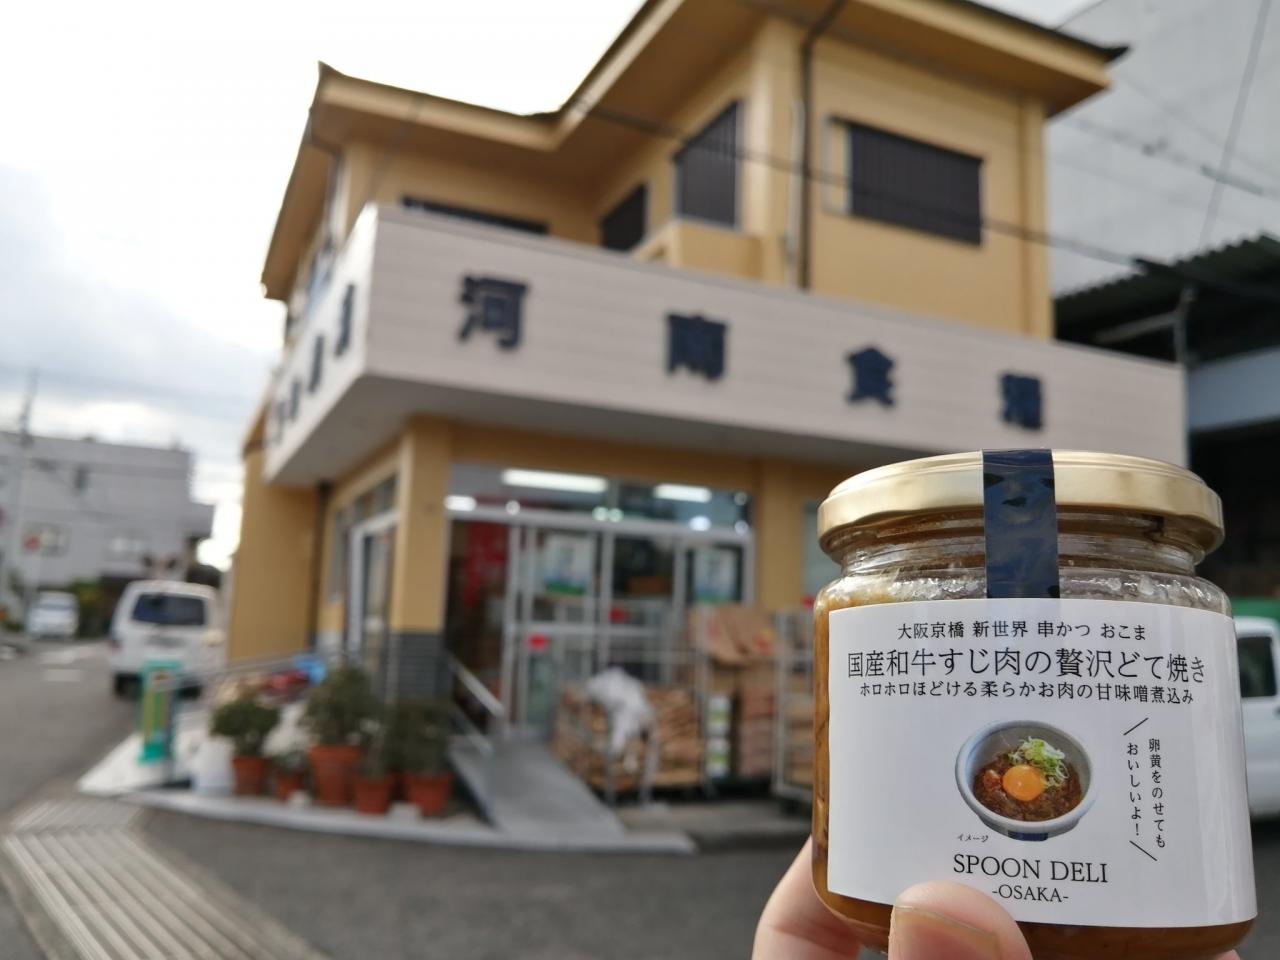 河南食糧
大阪京橋 新世界 串かつ おこま
国産和牛すじ肉の贅沢どて焼き
ホロホロほどける柔らかお肉の甘味噌煮込み
卵黄をのせても
おいしいよ!
イメージ
SPOON DELI
-OSAKA-